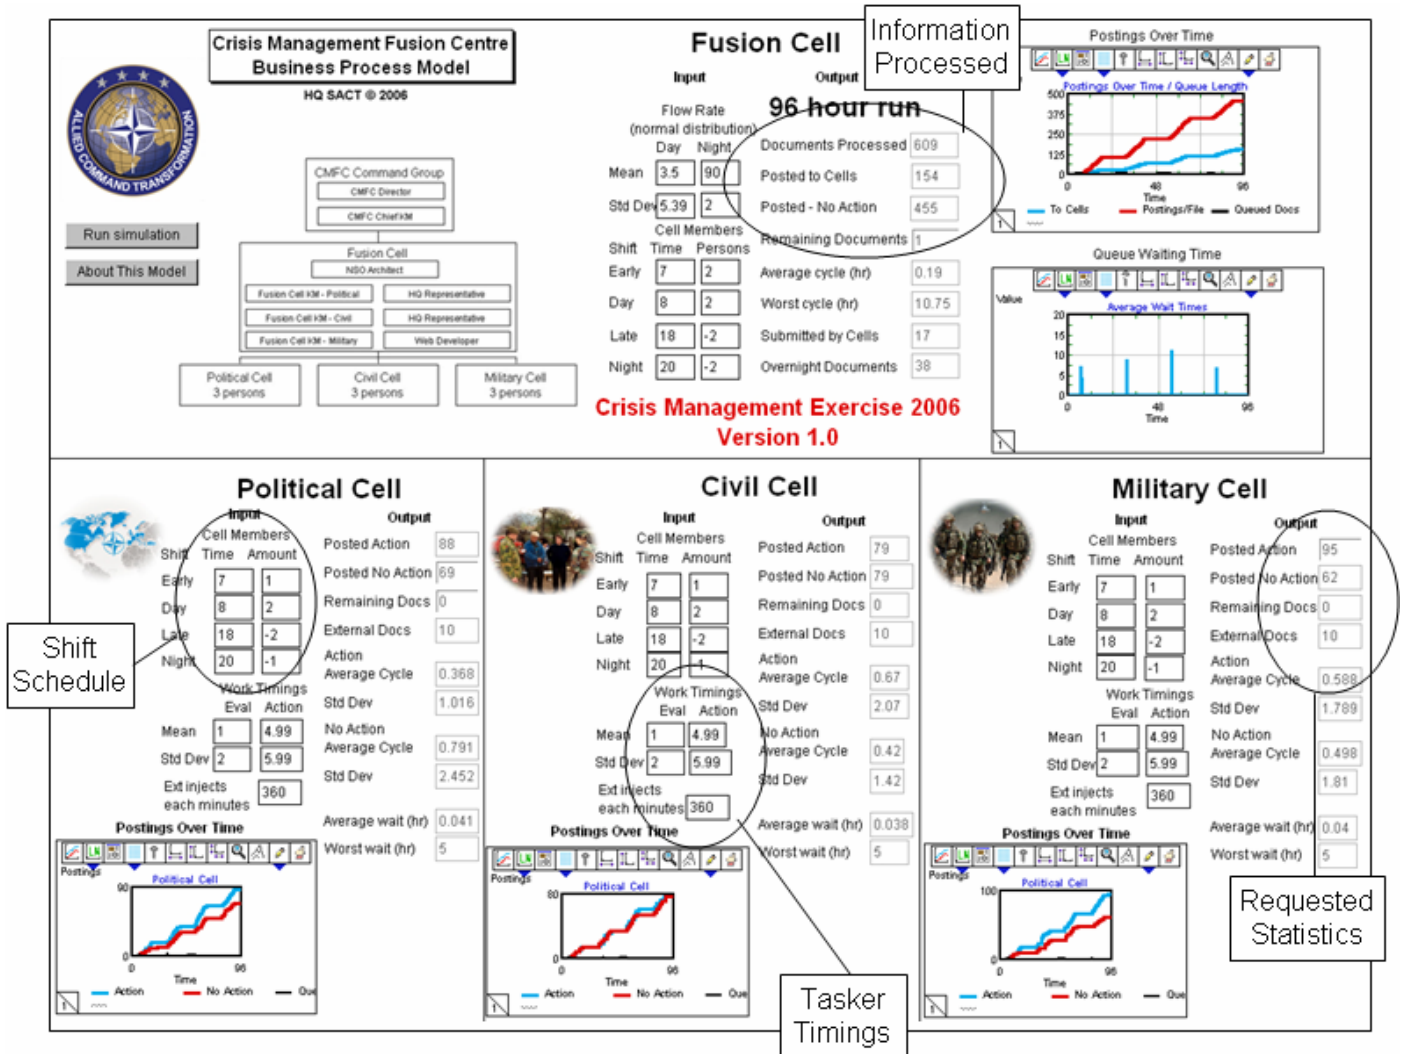 Crisis Management Fusion Centre
Business Process Model
HQ SACT © 2006
ALLIED COMMAND TRANSFORMATION
Run simulation
About This Model
CMFC Command Group
CMFC Director
CMFC Chief KM
Fusion Cell
NSO Architect
Fusion Cell KM - Political
HQ Representative
Fusion Cell KM - Civil
HQ Representative
Fusion Cell KM - Military
Web Developer
Political Cell
3 persons
Civil Cell
3 persons
Military Cell
3 persons
Fusion Cell
Input
Output
96 hour run
Flow Rate
(normal distribution)
Day Night
Mean 3.5 90
Std Dev 5.39 2
Cell Members
Shift Time Persons
Early 7 2
Day 8 2
Late 18 -2
Night 20 -2
Documents Processed 609
Posted to Cells 154
Posted - No Action 455
Remaining Documents 1
Average cycle (hr) 0.19
Worst cycle (hr) 10.75
Submitted by Cells 17
Overnight Documents 38
Crisis Management Exercise 2006
Version 1.0
Information
Processed
Postings Over Time
Postings Over Time / Queue Length
500
375
250
125
0
0 48 96
Time
To Cells Postings/File Queued Docs
1
Queue Waiting Time
Value
Average Wait Times
20
15
10
5
0
0 48 96
Time
1
Political Cell
Input
Output
Cell Members
Shift Time Amount
Early 7 1
Day 8 2
Late 18 -2
Night 20 -1
Work Timings
Eval Action
Mean 1 4.99
Std Dev 2 5.99
Ext injects
each minutes 360
Posted Action 88
Posted No Action 69
Remaining Docs 0
External Docs 10
Action
Average Cycle 0.368
Std Dev 1.016
No Action
Average Cycle 0.791
Std Dev 2.452
Average wait (hr) 0.041
Worst wait (hr) 5
Postings Over Time
Postings
Political Cell
90
0
0 96
Time
Action No Action Que
1
Shift
Schedule
Civil Cell
Input
Output
Cell Members
Shift Time Amount
Early 7 1
Day 8 2
Late 18 -2
Night 20 -1
Work Timings
Eval Action
Mean 1 4.99
Std Dev 2 5.99
Ext injects
each minutes 360
Posted Action 79
Posted No Action 79
Remaining Docs 0
External Docs 10
Action
Average Cycle 0.67
Std Dev 2.07
No Action
Average Cycle 0.42
Std Dev 1.42
Average wait (hr) 0.038
Worst wait (hr) 5
Postings Over Time
Postings
Political Cell
80
0
0 96
Time
Action No Action Que
1
Tasker
Timings
Military Cell
Input
Output
Cell Members
Shift Time Amount
Early 7 1
Day 8 2
Late 18 -2
Night 20 -1
Work Timings
Eval Action
Mean 1 4.99
Std Dev 2 5.99
Ext injects
each minutes 360
Posted Action 95
Posted No Action 62
Remaining Docs 0
External Docs 10
Action
Average Cycle 0.588
Std Dev 1.789
No Action
Average Cycle 0.498
Std Dev 1.81
Average wait (hr) 0.04
Worst wait (hr) 5
Postings Over Time
Postings
Political Cell
100
0
0 96
Time
Action No Action Que
1
Requested
Statistics